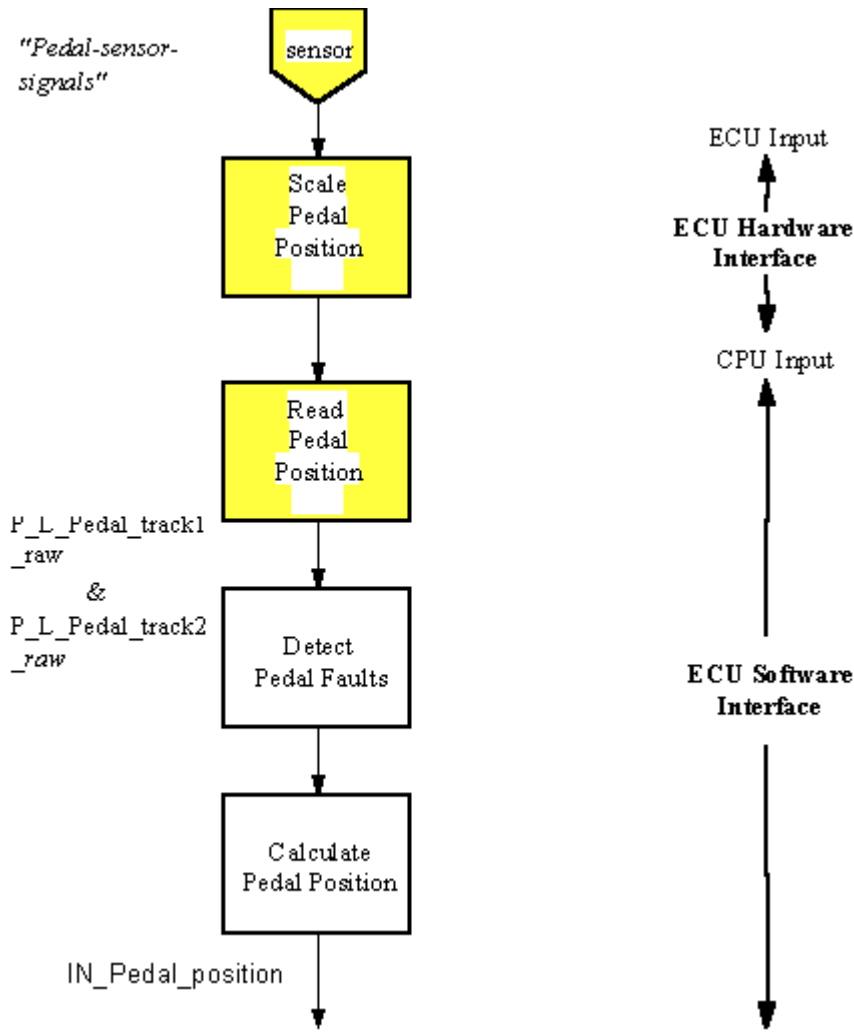 "Pedal-sensor-
signals"
sensor
Scale
Pedal
Position
Read
Pedal
Position
P_L_Pedal_track1
_raw
&
P_L_Pedal_track2
_raw
Detect
Pedal Faults
Calculate
Pedal Position
IN_Pedal_position
ECU Input
ECU Hardware
Interface
CPU Input
ECU Software
Interface